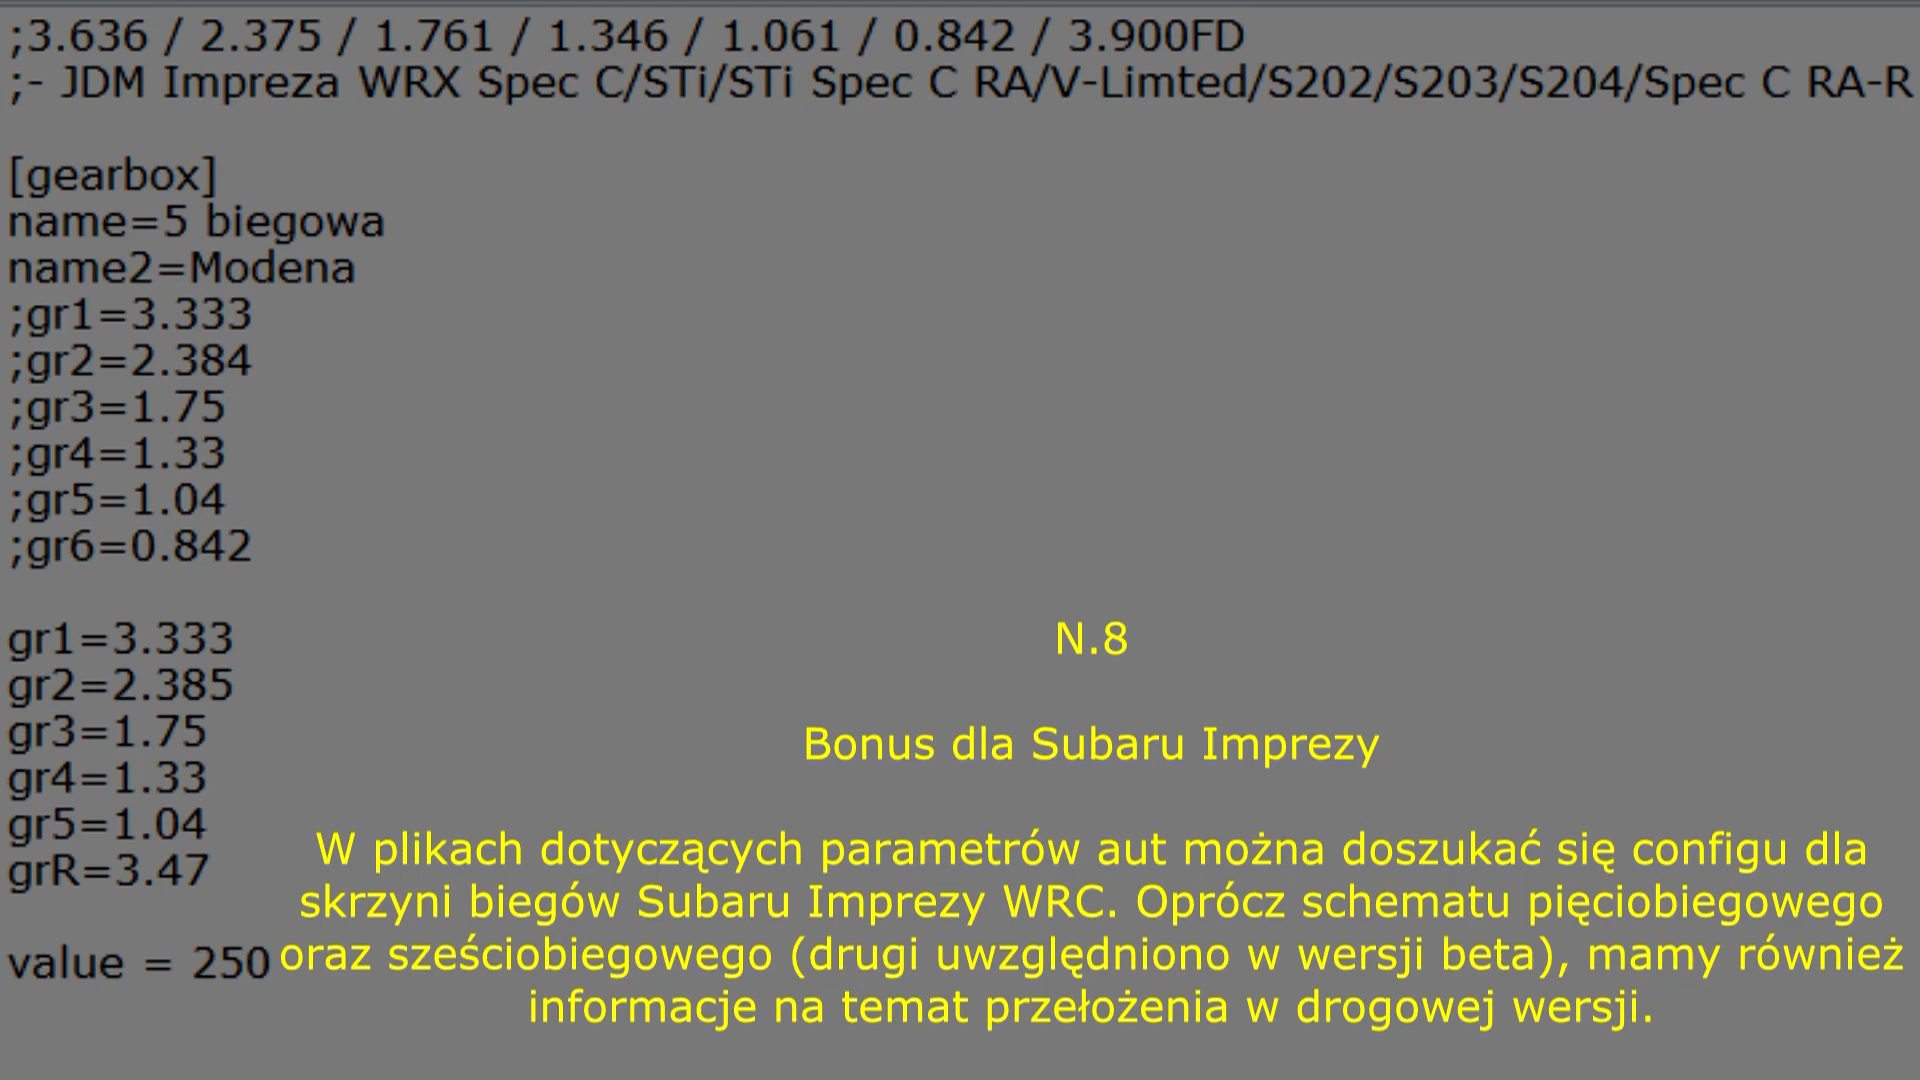 ;3.636 / 2.375 / 1.761 / 1.346 / 1.061 / 0.842 / 3.900FD
;- JDM Impreza WRX Spec C/STi/STi Spec C RA/V-Limted/S202/S203/S204/Spec C RA-R
[gearbox]
name=5 biegowa
name2=Modena
;gr1=3.333
;gr2=2.384
;gr3=1.75
;gr4=1.33
;gr5=1.04
;gr6=0.842
gr1=3.333
gr2=2.385
gr3=1.75
gr4=1.33
gr5=1.04
grR=3.47
value = 250
N.8
Bonus dla Subaru Imprezy
W plikach dotyczących parametrów aut można doszukać się configu dla
skrzyni biegów Subaru Imprezy WRC. Oprócz schematu pięciobiegowego
oraz sześciobiegowego (drugi uwzględniono w wersji beta), mamy również
informacje na temat przełożenia w drogowej wersji.